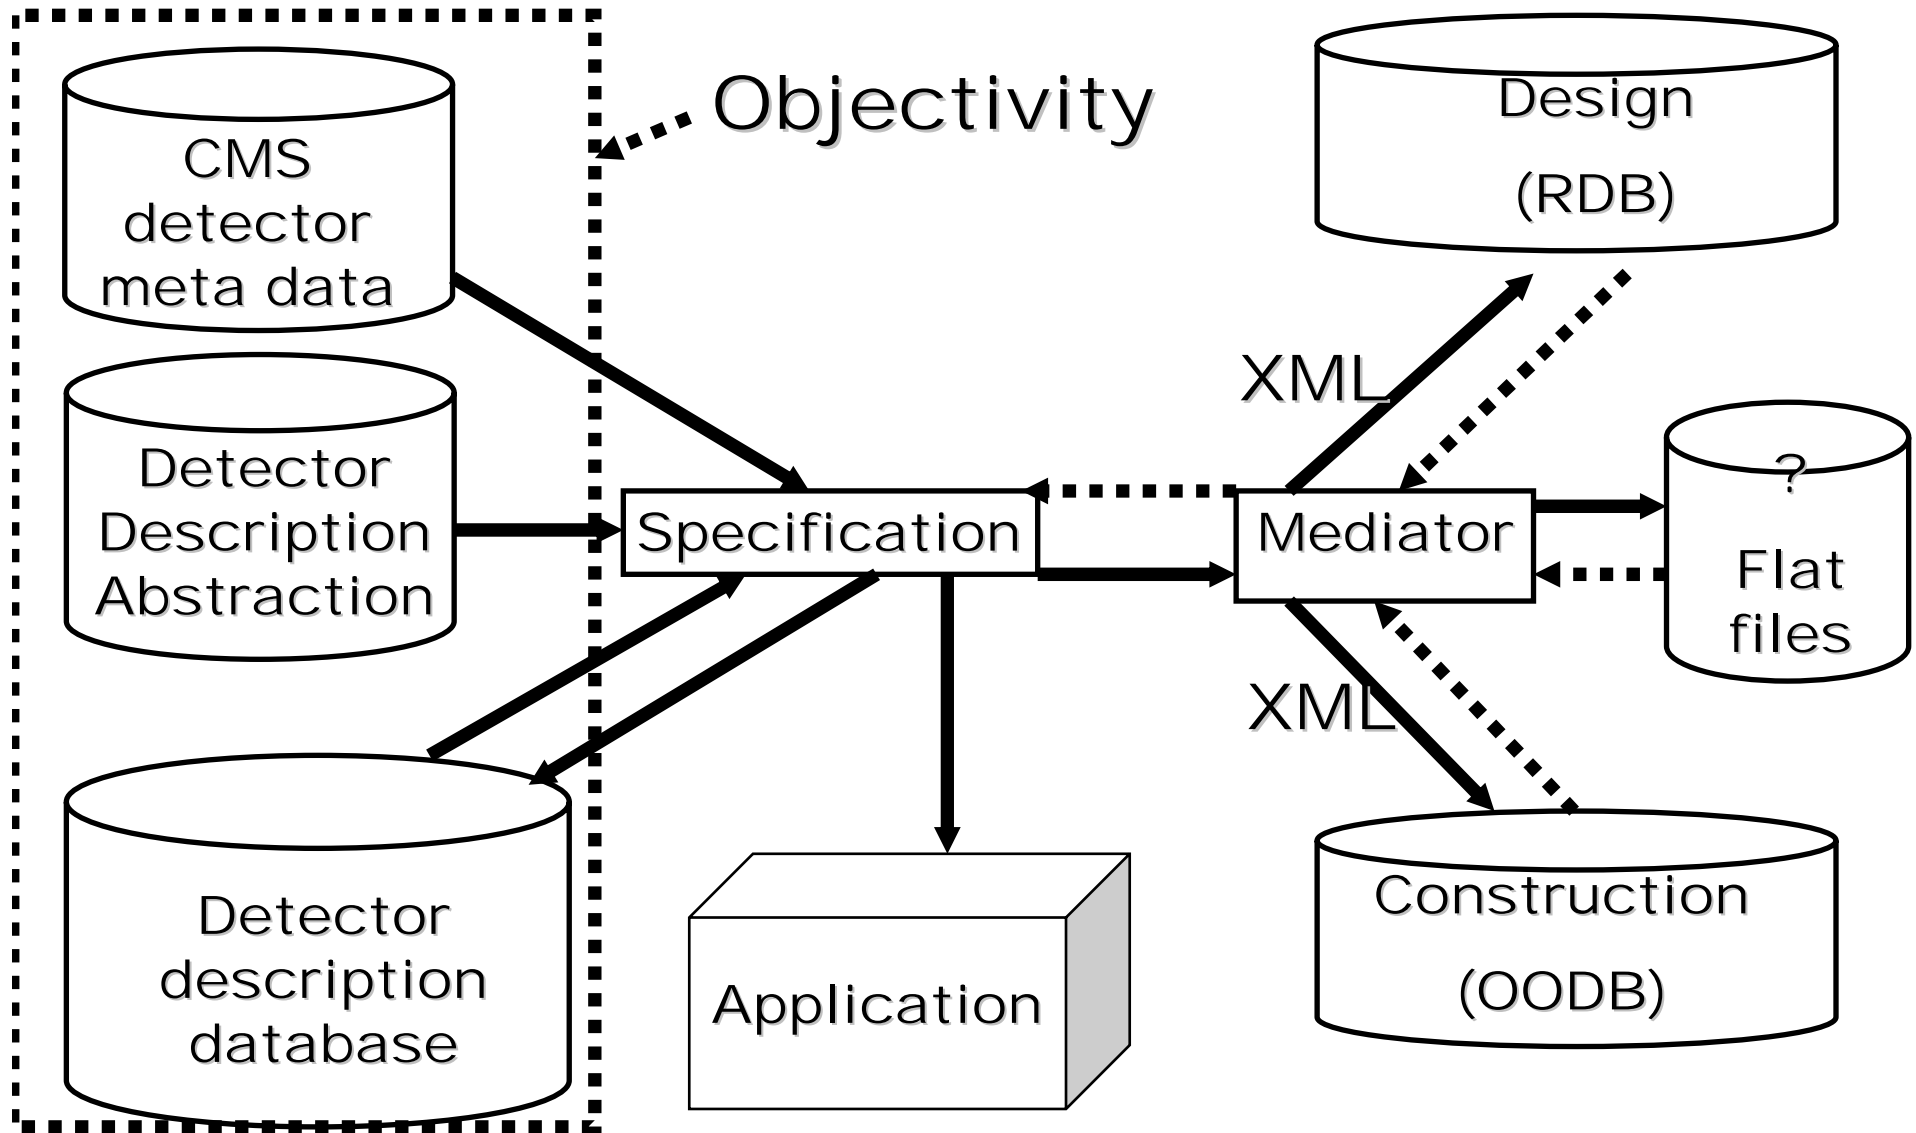 Objectivity
CMS
detector
meta data
Detector
Description
Abstraction
Detector
description
database
Specification
Application
XML
Mediator
XML
Design
(RDB)
?
Flat
files
Construction
(OODB)